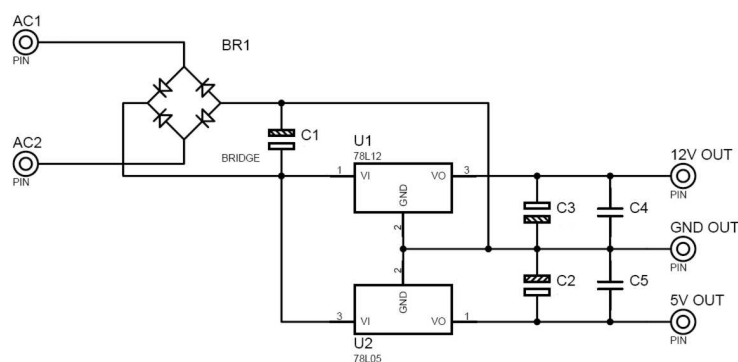 AC1
PIN
BR1
AC2
PIN
BRIDGE
C1
U1
78L12
1
VI
VO
3
GND
2
12V OUT
PIN
C3
C4
GND OUT
PIN
2
GND
C2
C5
3
VI
VO
1
5V OUT
PIN
U2
78L05